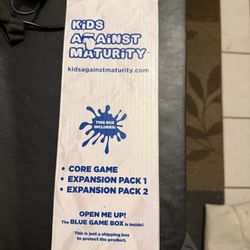 KiDS
AGAiNST
MATURiTY
kidsagainstmaturity.com
THIS BOX
INCLUDES:
• CORE GAME
• EXPANSION PACK 1
• EXPANSION PACK 2
OPEN ME UP!
The BLUE GAME BOX is inside!
This is just a shipping box
to protect the product.